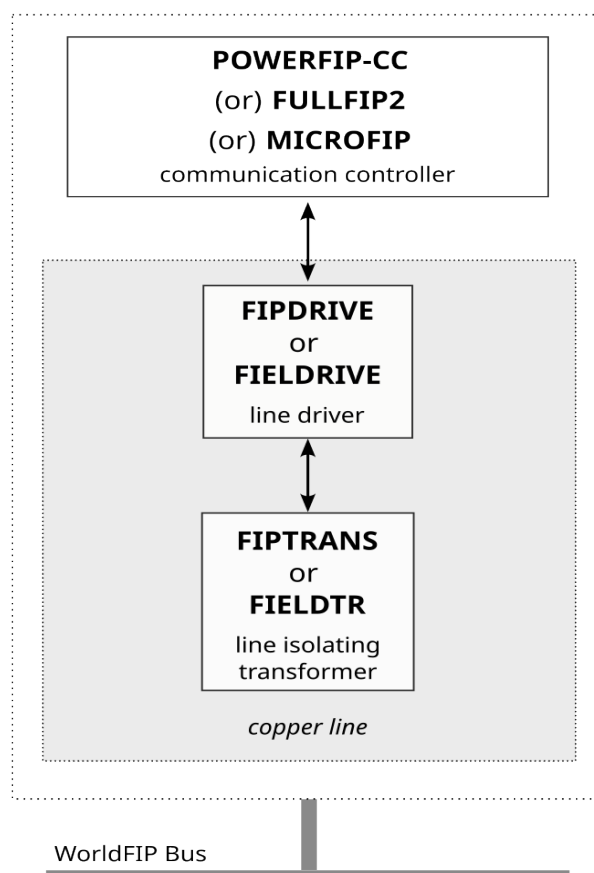 POWERFIP-CC
(or) FULLFIP2
(or) MICROFIP
communication controller
FIPDRIVE
or
FIELDRIVE
line driver
FIPTRANS
or
FIELDTR
line isolating
transformer
copper line
WorldFIP Bus